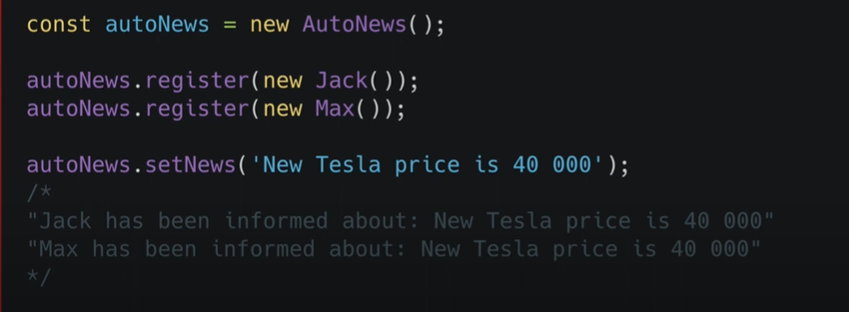 const autoNews = new AutoNews();
autoNews.register(new Jack());
autoNews.register(new Max());
autoNews.setNews('New Tesla price is 40 000');
/*
"Jack has been informed about: New Tesla price is 40 000"
"Max has been informed about: New Tesla price is 40 000"
*/